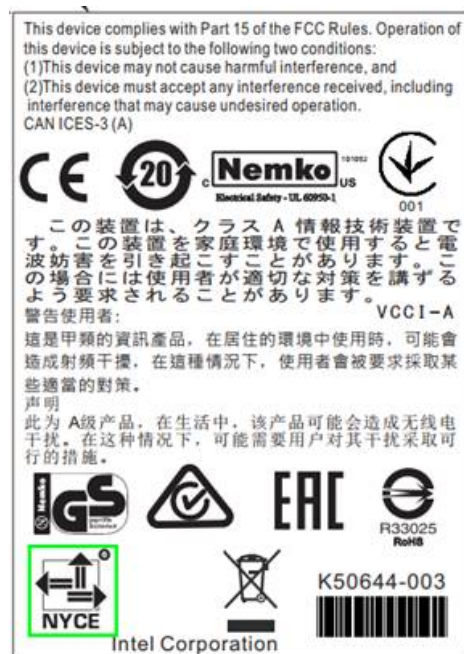 This device complies with Part 15 of the FCC Rules. Operation of
this device is subject to the following two conditions:
(1)This device may not cause harmful interference, and
(2)This device must accept any interference received, including
interference that may cause undesired operation.
CAN ICES-3 (A)
CE
20
C Nemko US
101052
Electrical Safety - UL 60950-1
001
この装置は、クラス A 情報技術装置で
す。この装置を家庭環境で使用すると電
波妨害を引き起こすことがあります。こ
の場合には使用者が適切な対策を講ずる
よう要求されることがあります。
VCCI-A
警告使用者:
這是甲類的資訊產品，在居住的環境中使用時，可能會
造成射頻干擾，在這種情況下，使用者會被要求採取某
些適當的對策。
声明
此为 A级产品，在生活中，该产品可能会造成无线电
干扰。在这种情况下，可能需要用户对其干扰采取可
行的措施。
Nemko
GS
EAC
R33025
RoHS
NYCE
K50644-003
Intel Corporation